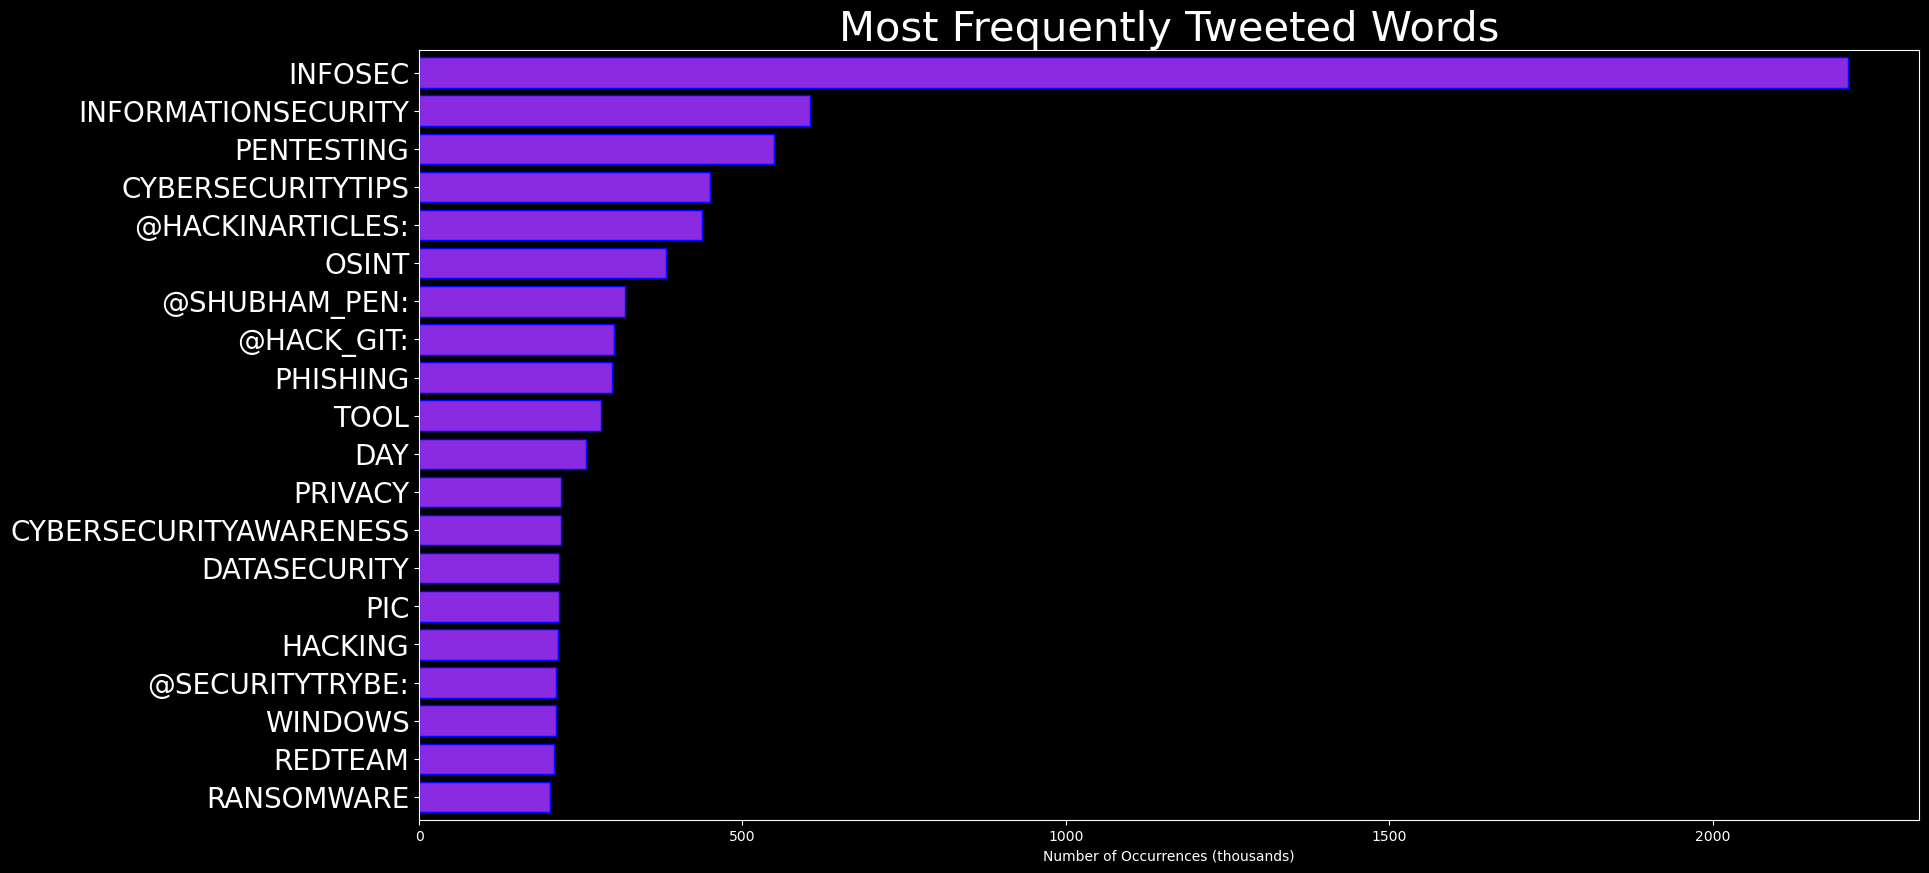 Most Frequently Tweeted Words
INFOSEC
INFORMATIONSECURITY
PENTESTING
CYBERSECURITYTIPS
@HACKINARTICLES:
OSINT
@SHUBHAM_PEN:
@HACK_GIT:
PHISHING
TOOL
DAY
PRIVACY
CYBERSECURITYAWARENESS
DATASECURITY
PIC
HACKING
@SECURITYTRYBE:
WINDOWS
REDTEAM
RANSOMWARE
0 500 1000 1500 2000
Number of Occurrences (thousands)